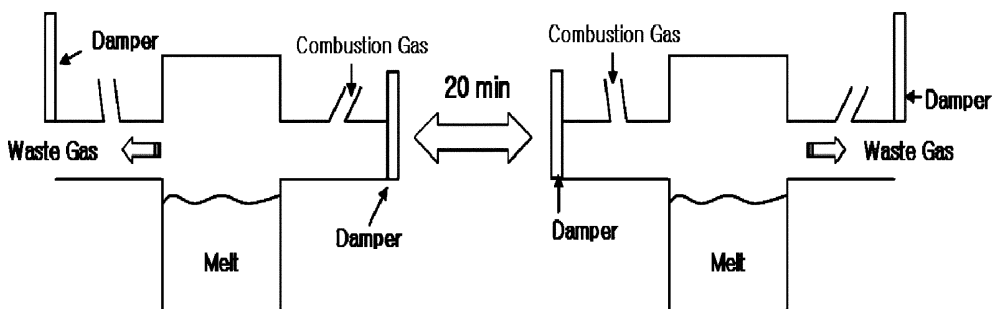 Damper
Combustion Gas
Waste Gas
Damper
Melt
20 min
Combustion Gas
Damper
Waste Gas
Damper
Melt